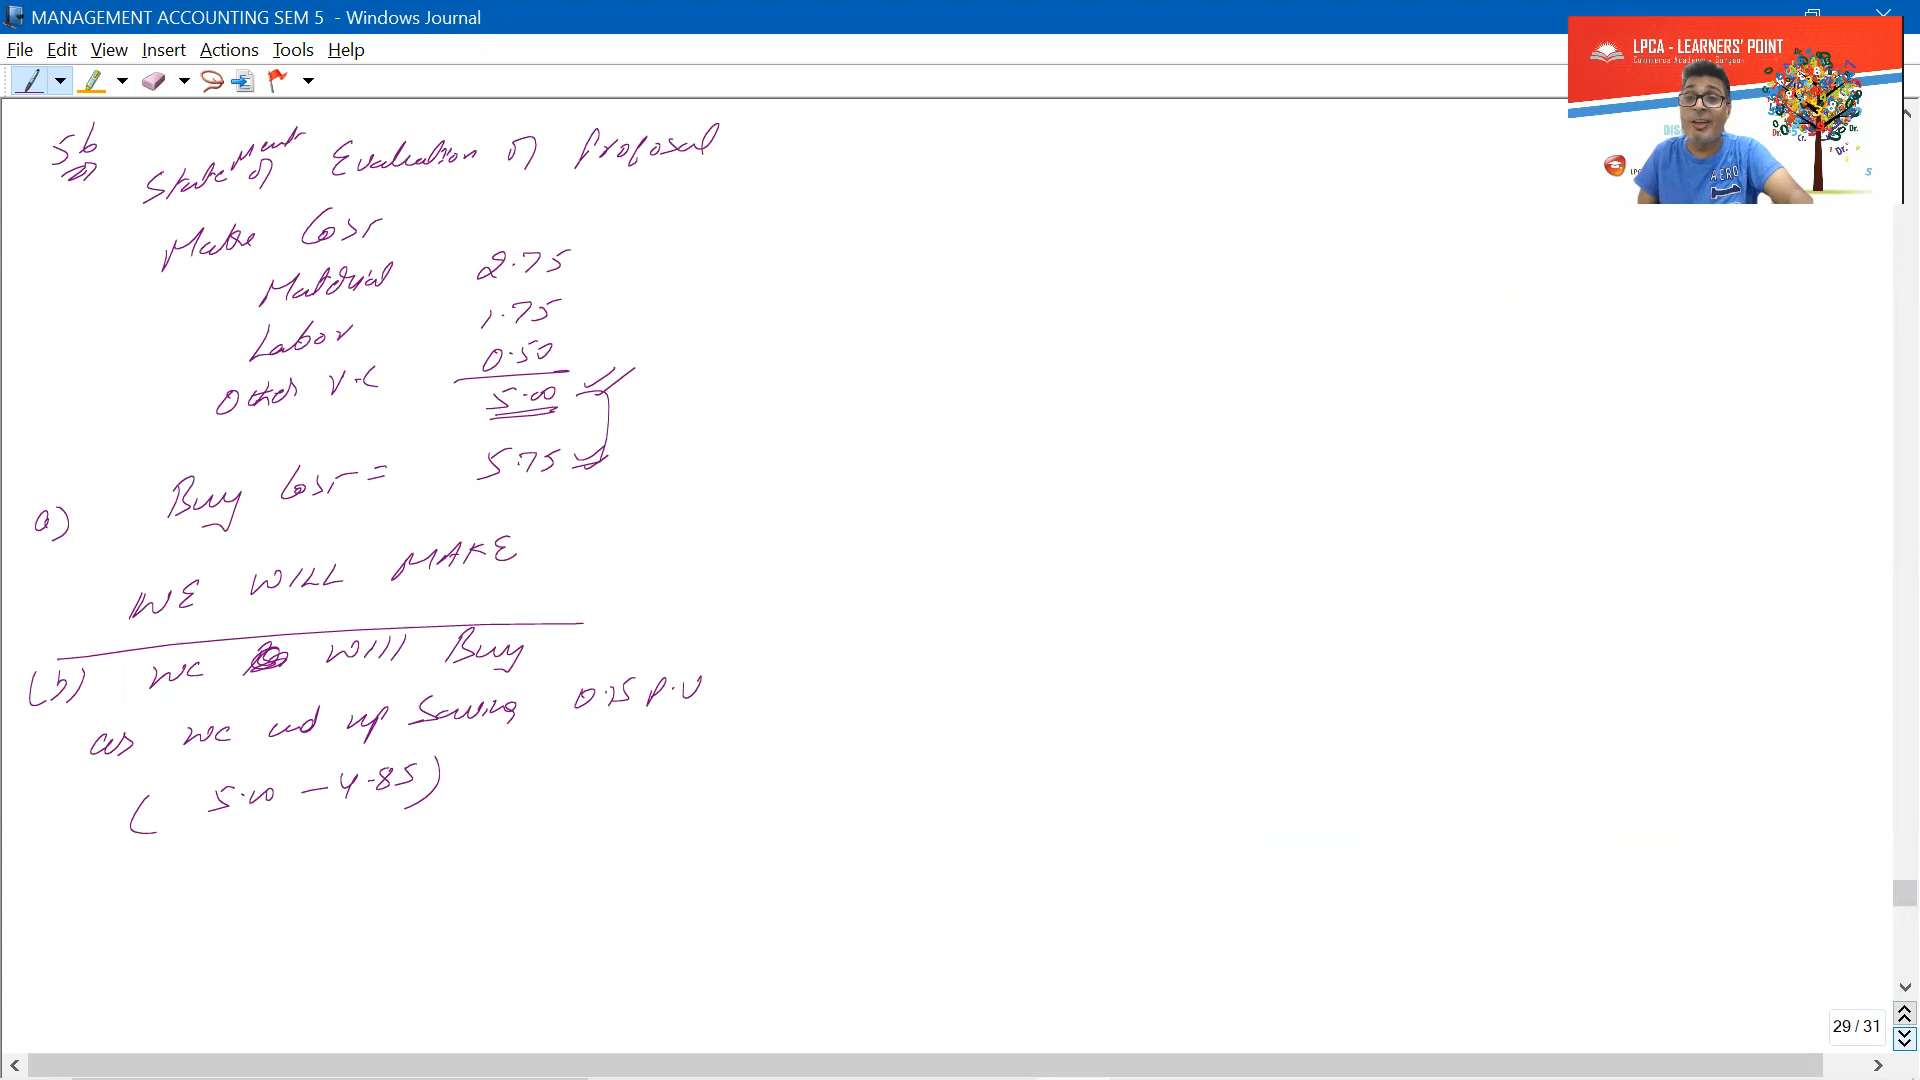 MANAGEMENT ACCOUNTING SEM 5 - Windows Journal
File Edit View Insert Actions Tools Help
LPCA - LEARNERS' POINT
Commerce Academy - Gurgaon
5b
Statement of Evaluation of Proposal
Make Cost
Material 2.75
Labor 1.75
Other V.C 0.50
5.00
a) Buy Cost = 5.75
WE WILL MAKE
(b) we will Buy
as we end up saving 0.15 P.U
( 5.00 - 4.85)
29 / 31